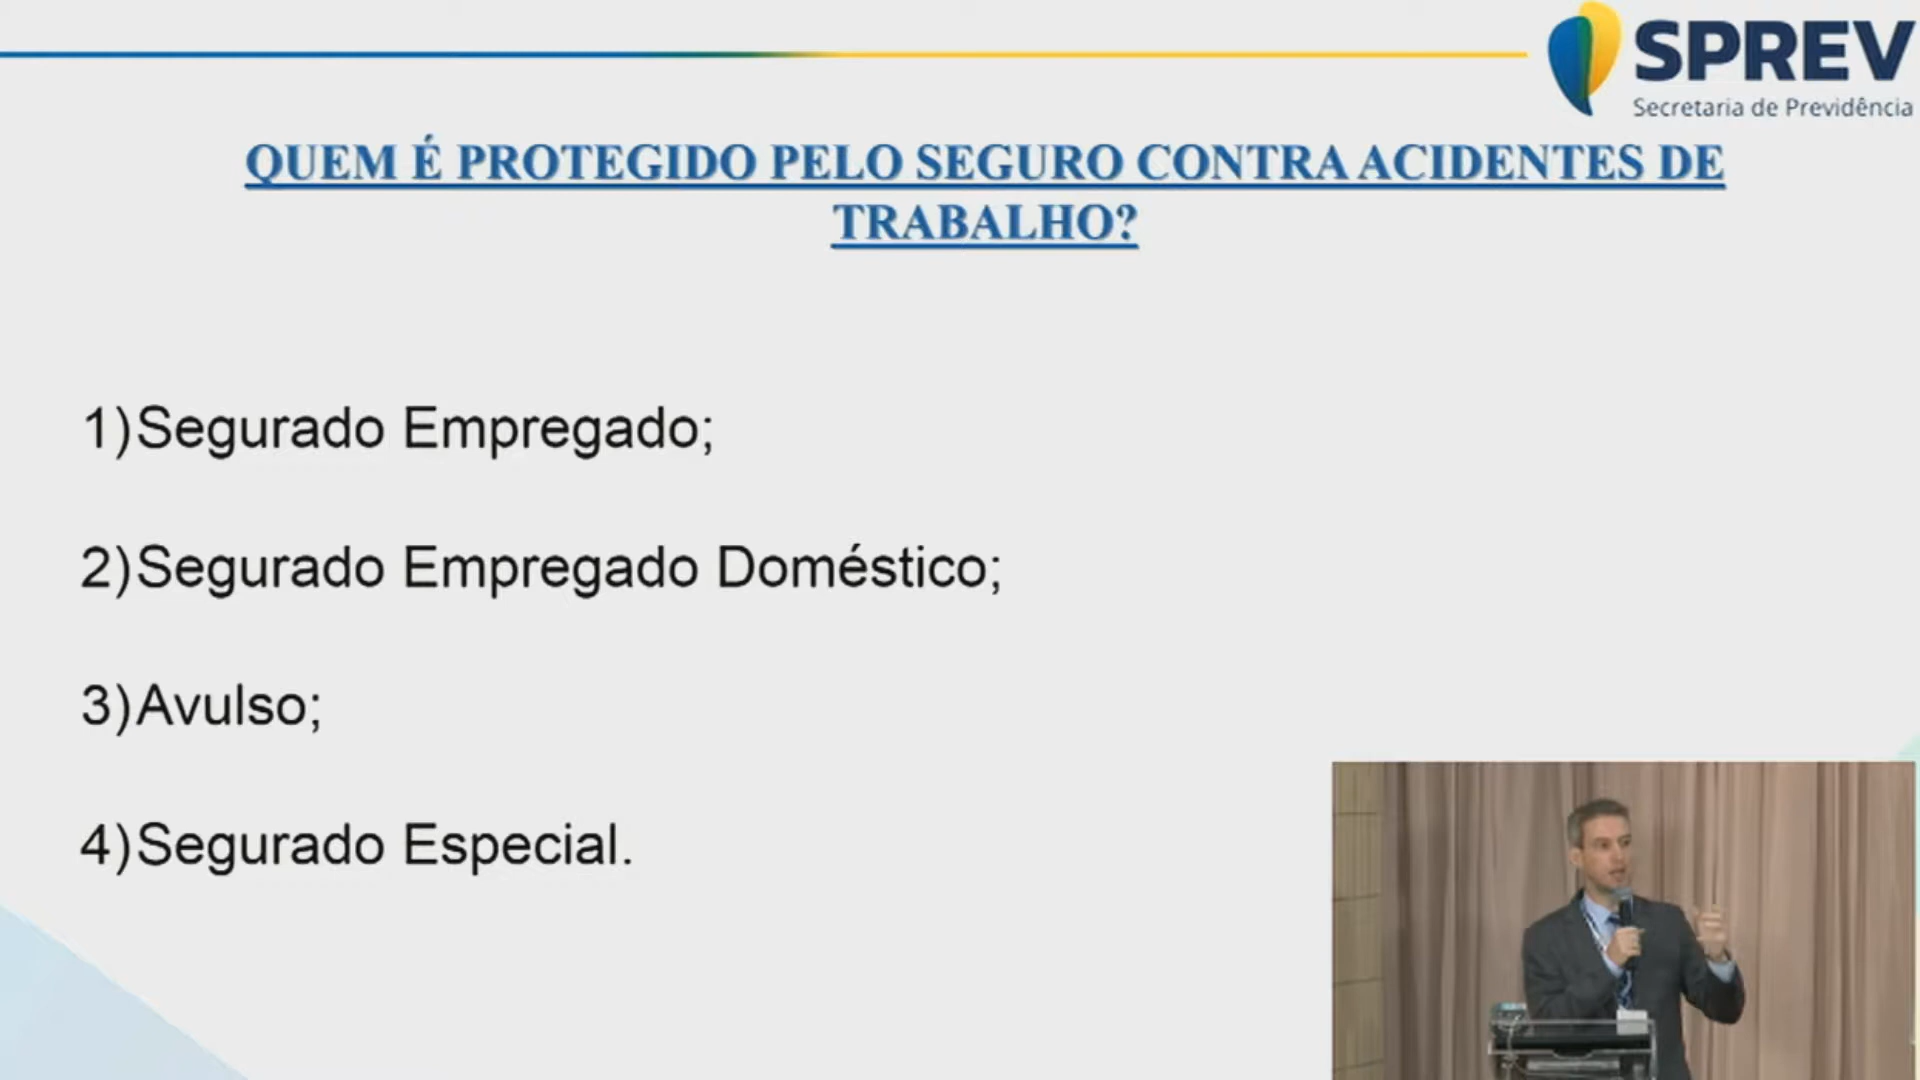 SPREV
Secretaria de Previdência
QUEM É PROTEGIDO PELO SEGURO CONTRA ACIDENTES DE
TRABALHO?
1)Segurado Empregado;
2)Segurado Empregado Doméstico;
3)Avulso;
4)Segurado Especial.